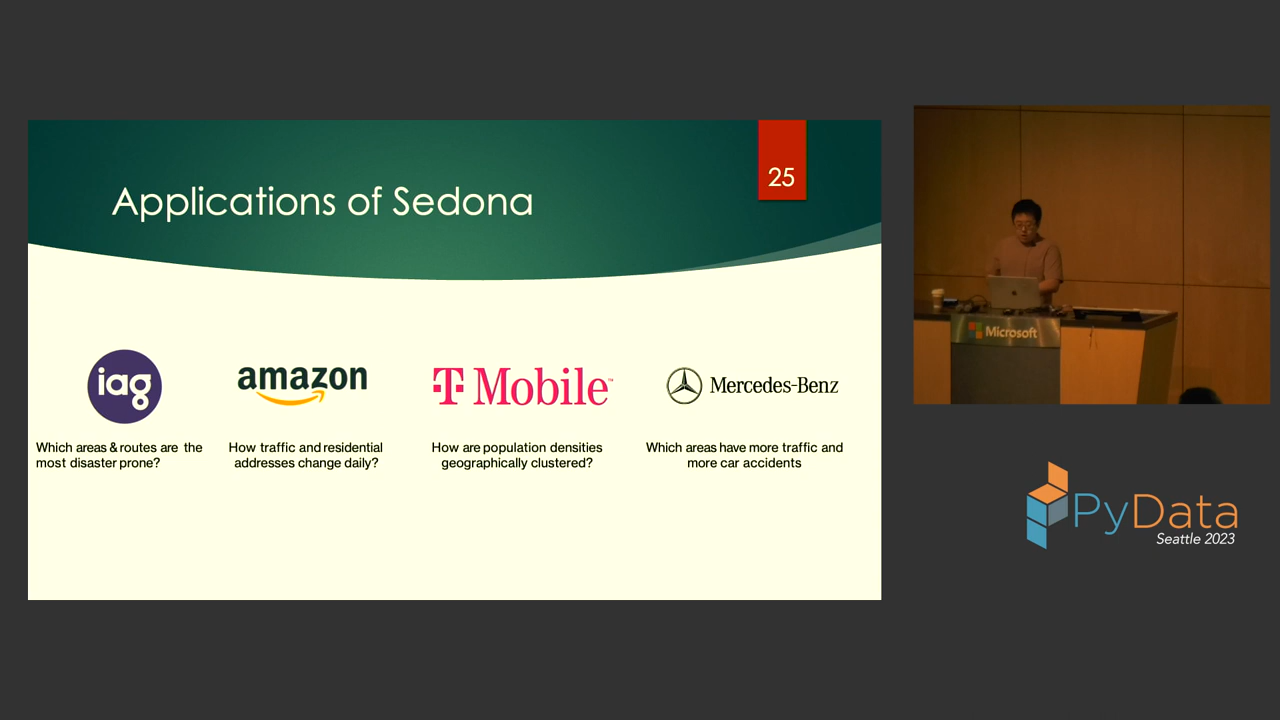 Applications of Sedona
25
iag
amazon
T Mobile™
Mercedes-Benz
Which areas & routes are the
most disaster prone?
How traffic and residential
addresses change daily?
How are population densities
geographically clustered?
Which areas have more traffic and
more car accidents
Microsoft
PyData
Seattle 2023